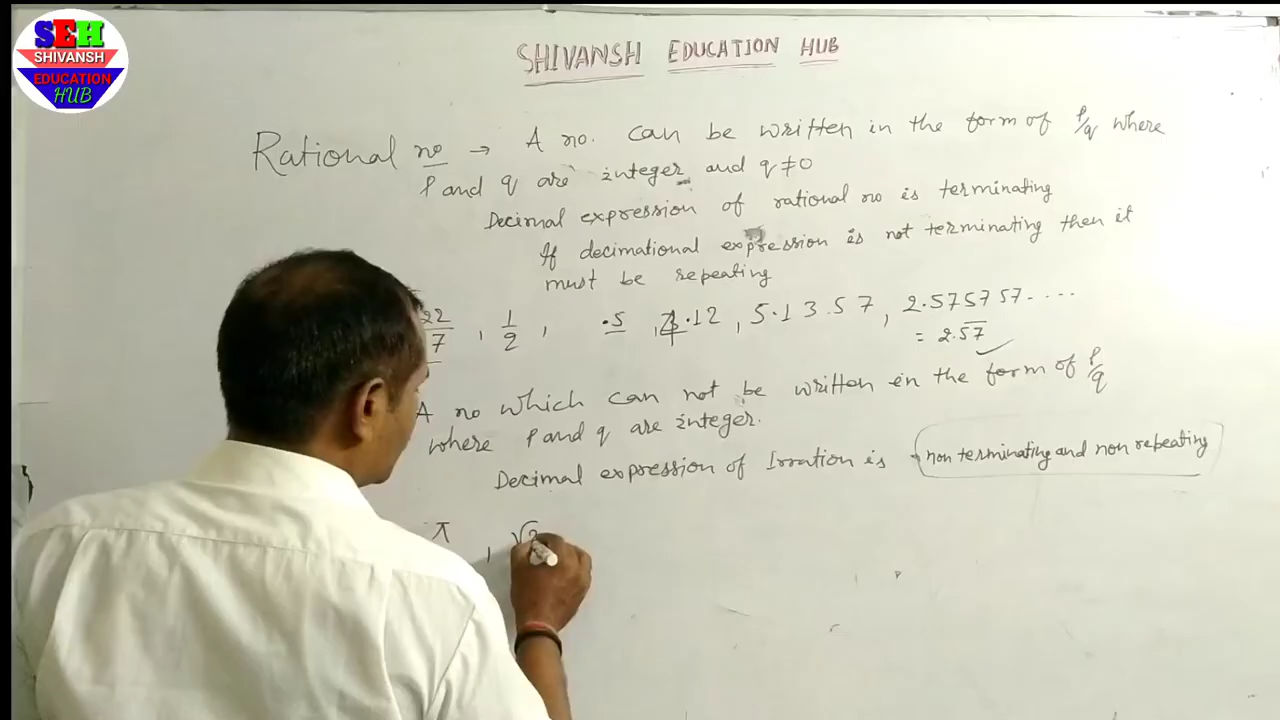 SEH
SHIVANSH
EDUCATION
HUB
SHIVANSH EDUCATION HUB
Rational no → A no. can be written in the form of P/q where
P and q are integer and q ≠ 0
Decimal expression of rational no is terminating
If decimational expression is not terminating then it
must be repeating
22/7 , 1/2 , .5 , .12 , 5.13.57 , 2.575757....
= 2.57
A no which can not be written in the form of P/q
where P and q are integer.
Decimal expression of Irration is non terminating and non repeating
π , √2